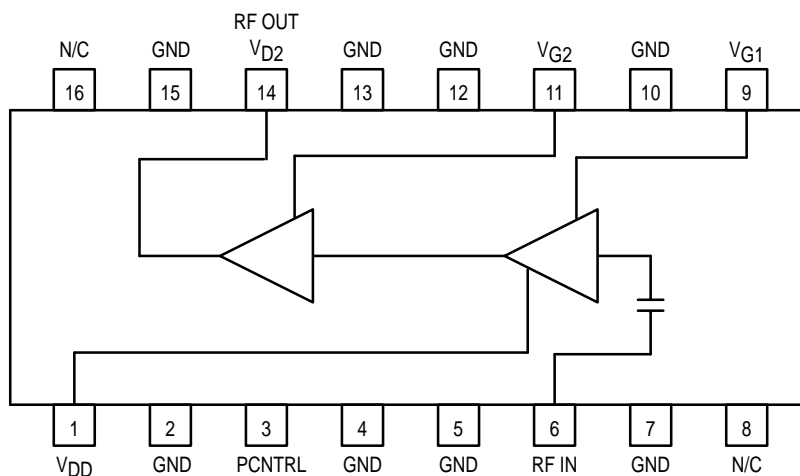 RF OUT
N/C GND VD2 GND GND VG2 GND VG1
16 15 14 13 12 11 10 9
1 2 3 4 5 6 7 8
VDD GND PCNTRL GND GND RF IN GND N/C